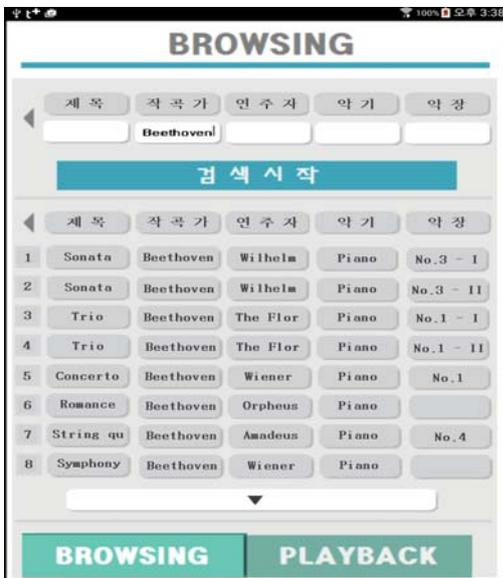 100% 오후 3:38
BROWSING
제 목 작 곡 가 연 주 자 악 기 악 장
Beethoven
검 색 시 작
제 목 작 곡 가 연 주 자 악 기 악 장
1 Sonata Beethoven Wilhelm Piano No.3 - I
2 Sonata Beethoven Wilhelm Piano No.3 - II
3 Trio Beethoven The Flor Piano No.1 - I
4 Trio Beethoven The Flor Piano No.1 - II
5 Concerto Beethoven Wiener Piano No.1
6 Romance Beethoven Orpheus Piano
7 String qu Beethoven Amadeus Piano No.4
8 Symphony Beethoven Wiener Piano
BROWSING PLAYBACK